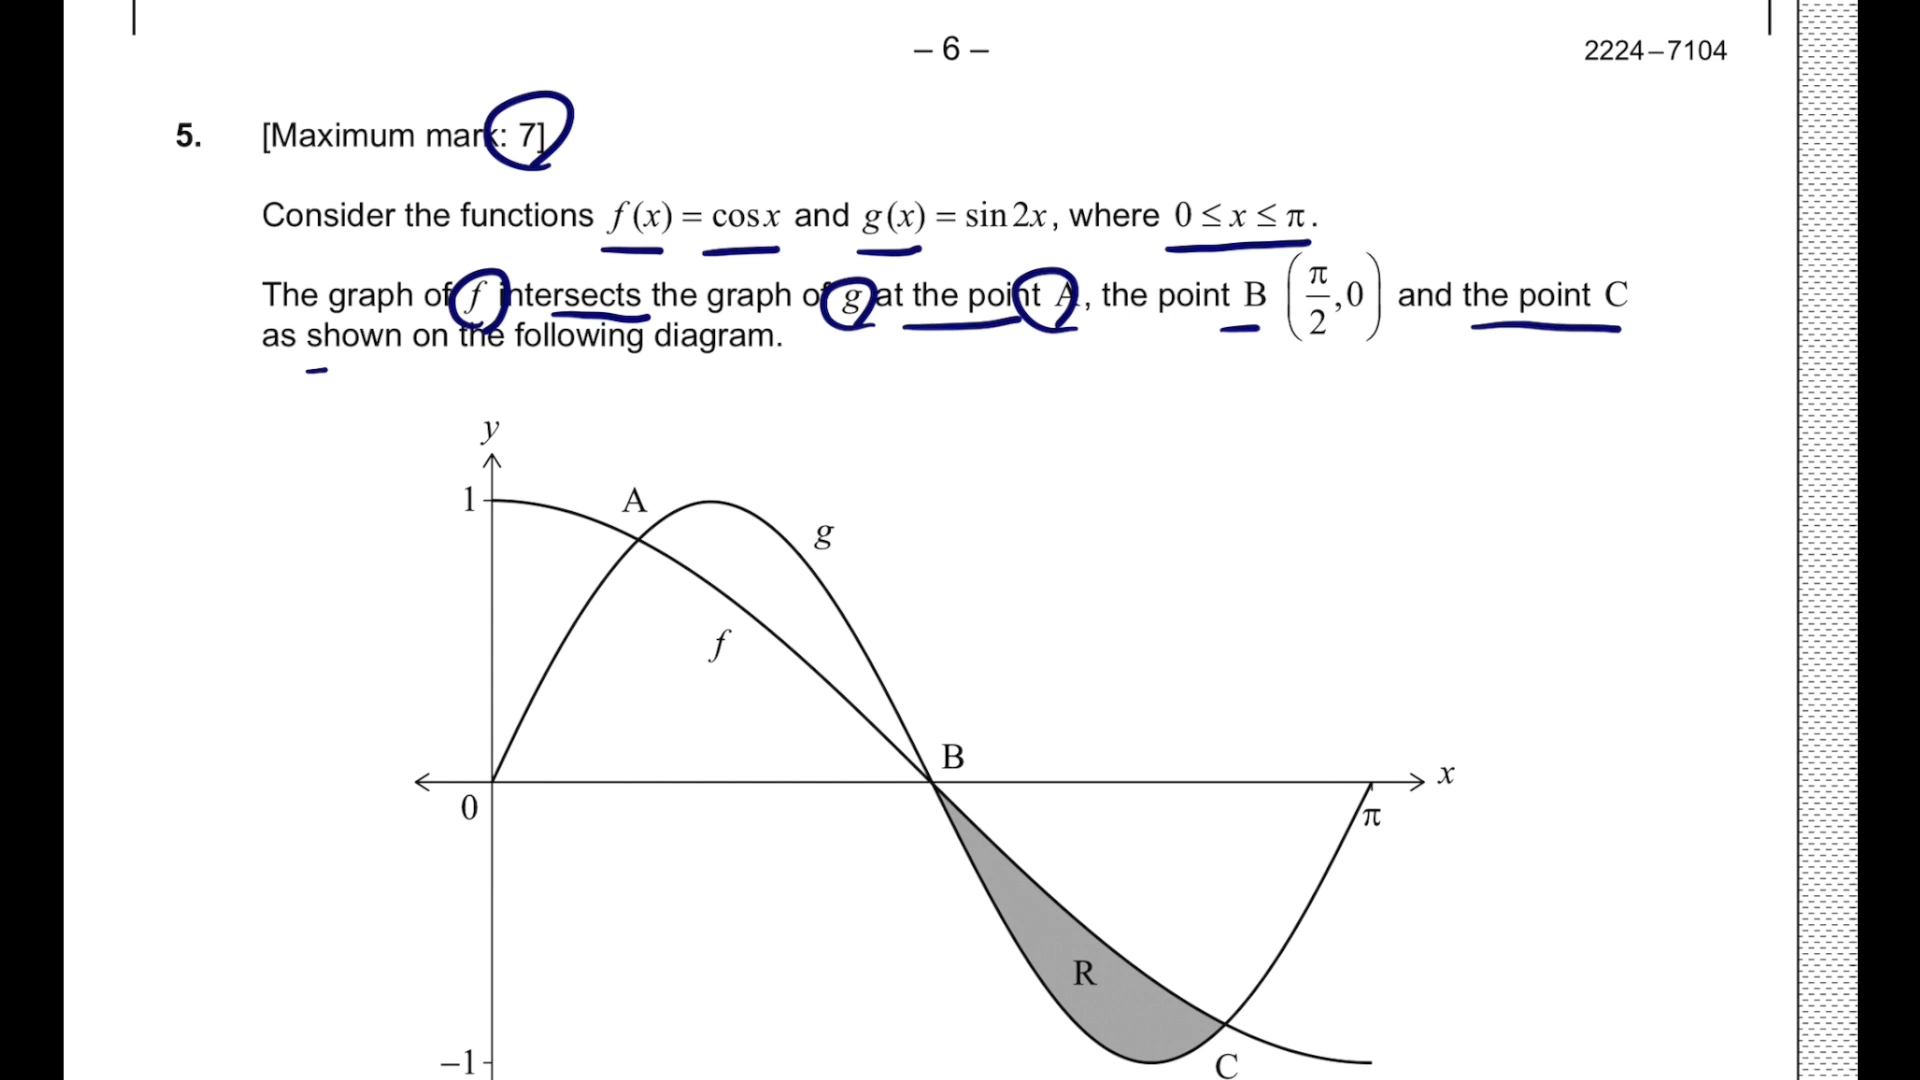 – 6 –
2224–7104
5. [Maximum mark: 7]
Consider the functions f(x) = cos x and g(x) = sin 2x, where 0 ≤ x ≤ π.
The graph of f intersects the graph of g at the point A, the point B (π/2, 0) and the point C
as shown on the following diagram.
y
1
A
g
f
B
x
0
π
R
–1
C